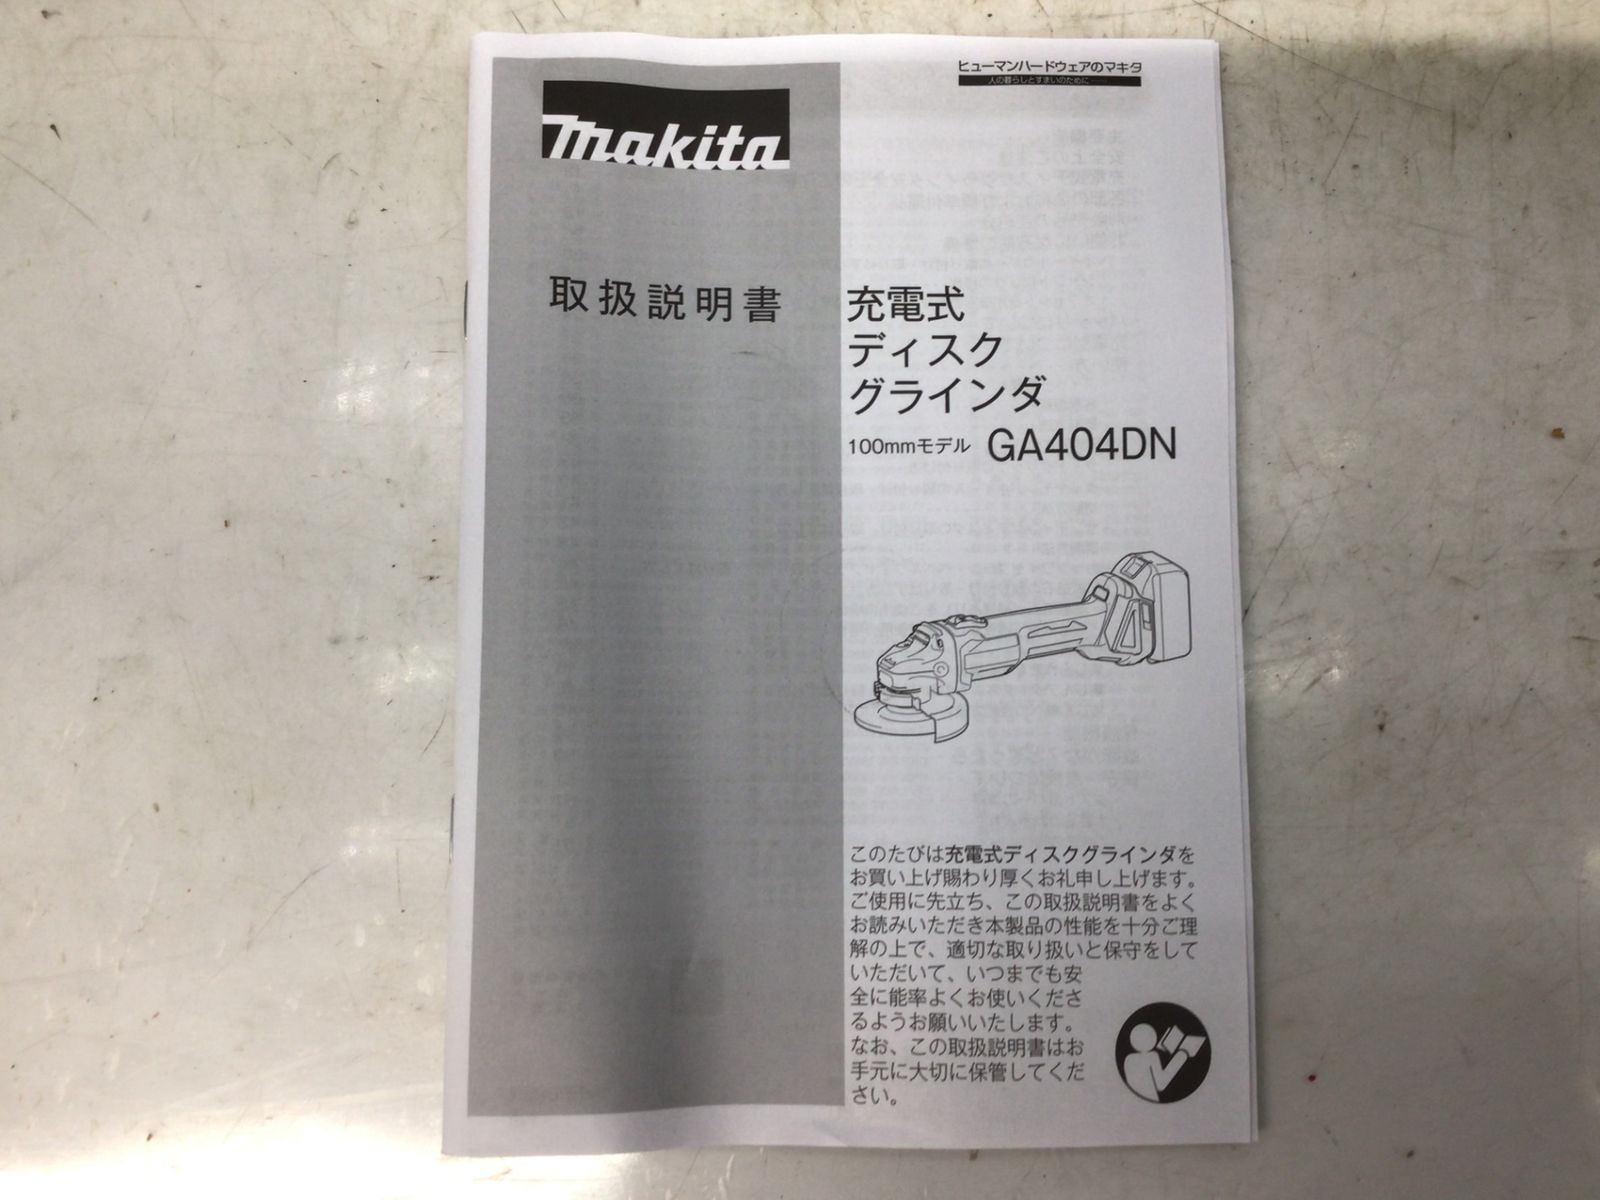 makita
ヒューマンハードウェアのマキタ
人の暮らしとすまいのために
取扱説明書
充電式
ディスク
グラインダ
100mmモデル GA404DN
このたびは充電式ディスクグラインダを
お買い上げ賜わり厚くお礼申し上げます。
ご使用に先立ち、この取扱説明書をよく
お読みいただき本製品の性能を十分ご理
解の上で、適切な取り扱いと保守をして
いただいて、いつまでも安
全に能率よくお使いくださ
るようお願いいたします。
なお、この取扱説明書はお
手元に大切に保管してくだ
さい。